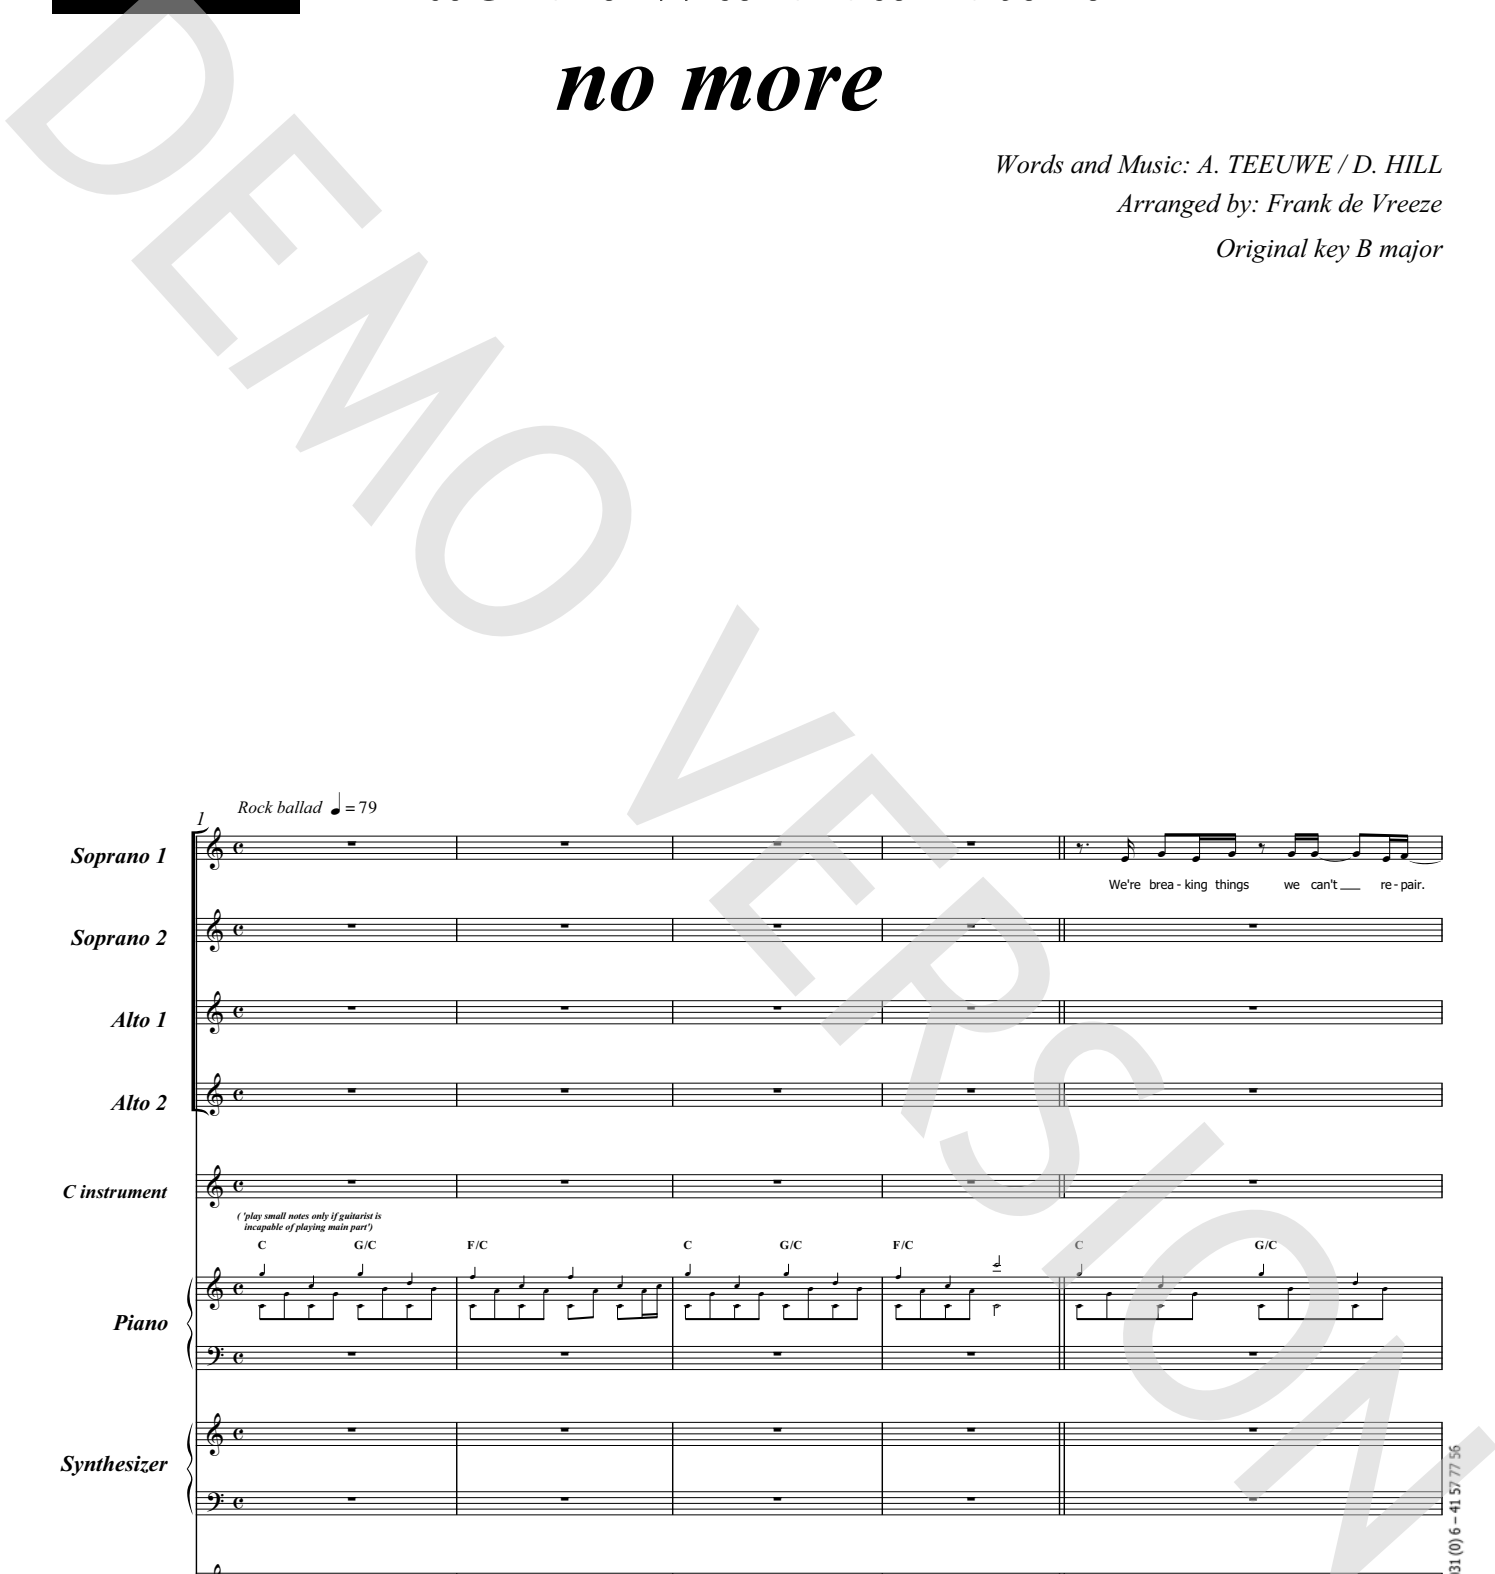 no more
Words and Music: A. TEEUWE / D. HILL
Arranged by: Frank de Vreeze
Original key B major
1
Rock ballad = 79
Soprano 1
We're brea - king things we can't re - pair.
Soprano 2
Alto 1
Alto 2
C instrument
( 'play small notes only if guitarist is
incapable of playing main part')
C G/C F/C C G/C F/C C G/C
Piano
Synthesizer
31 (0) 6 – 41 57 77 56
DEMO VERSION